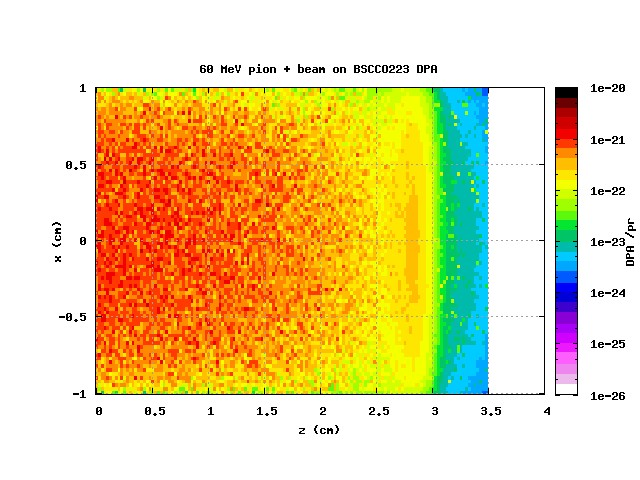 60 MeV pion + beam on BSCCO223 DPA
1
0.5
0
-0.5
-1
x (cm)
0 0.5 1 1.5 2 2.5 3 3.5 4
z (cm)
1e-20
1e-21
1e-22
1e-23
1e-24
1e-25
1e-26
DPA /pr